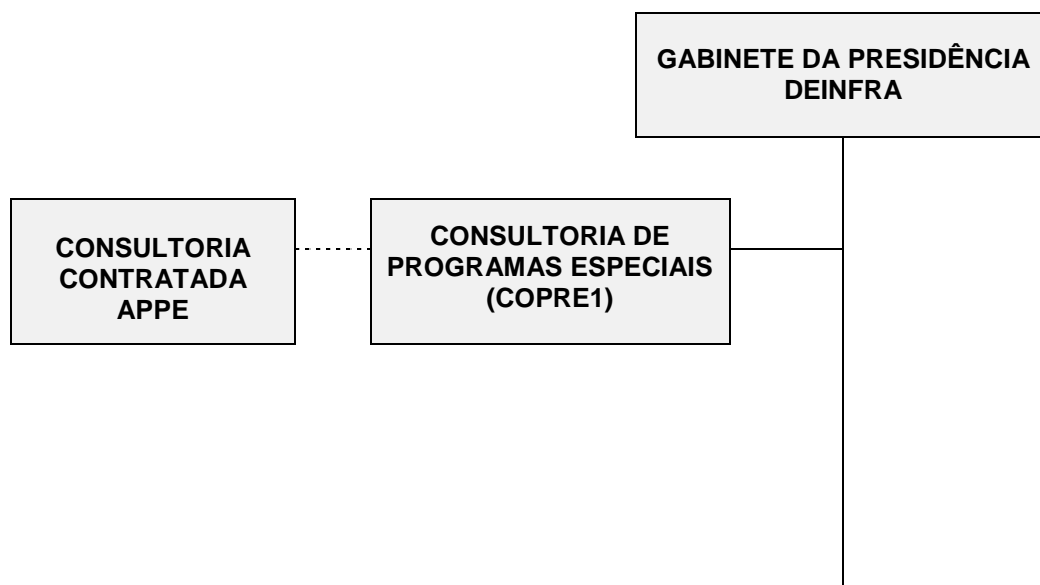 GABINETE DA PRESIDÊNCIA
DEINFRA
CONSULTORIA
CONTRATADA
APPE
CONSULTORIA DE
PROGRAMAS ESPECIAIS
(COPRE1)